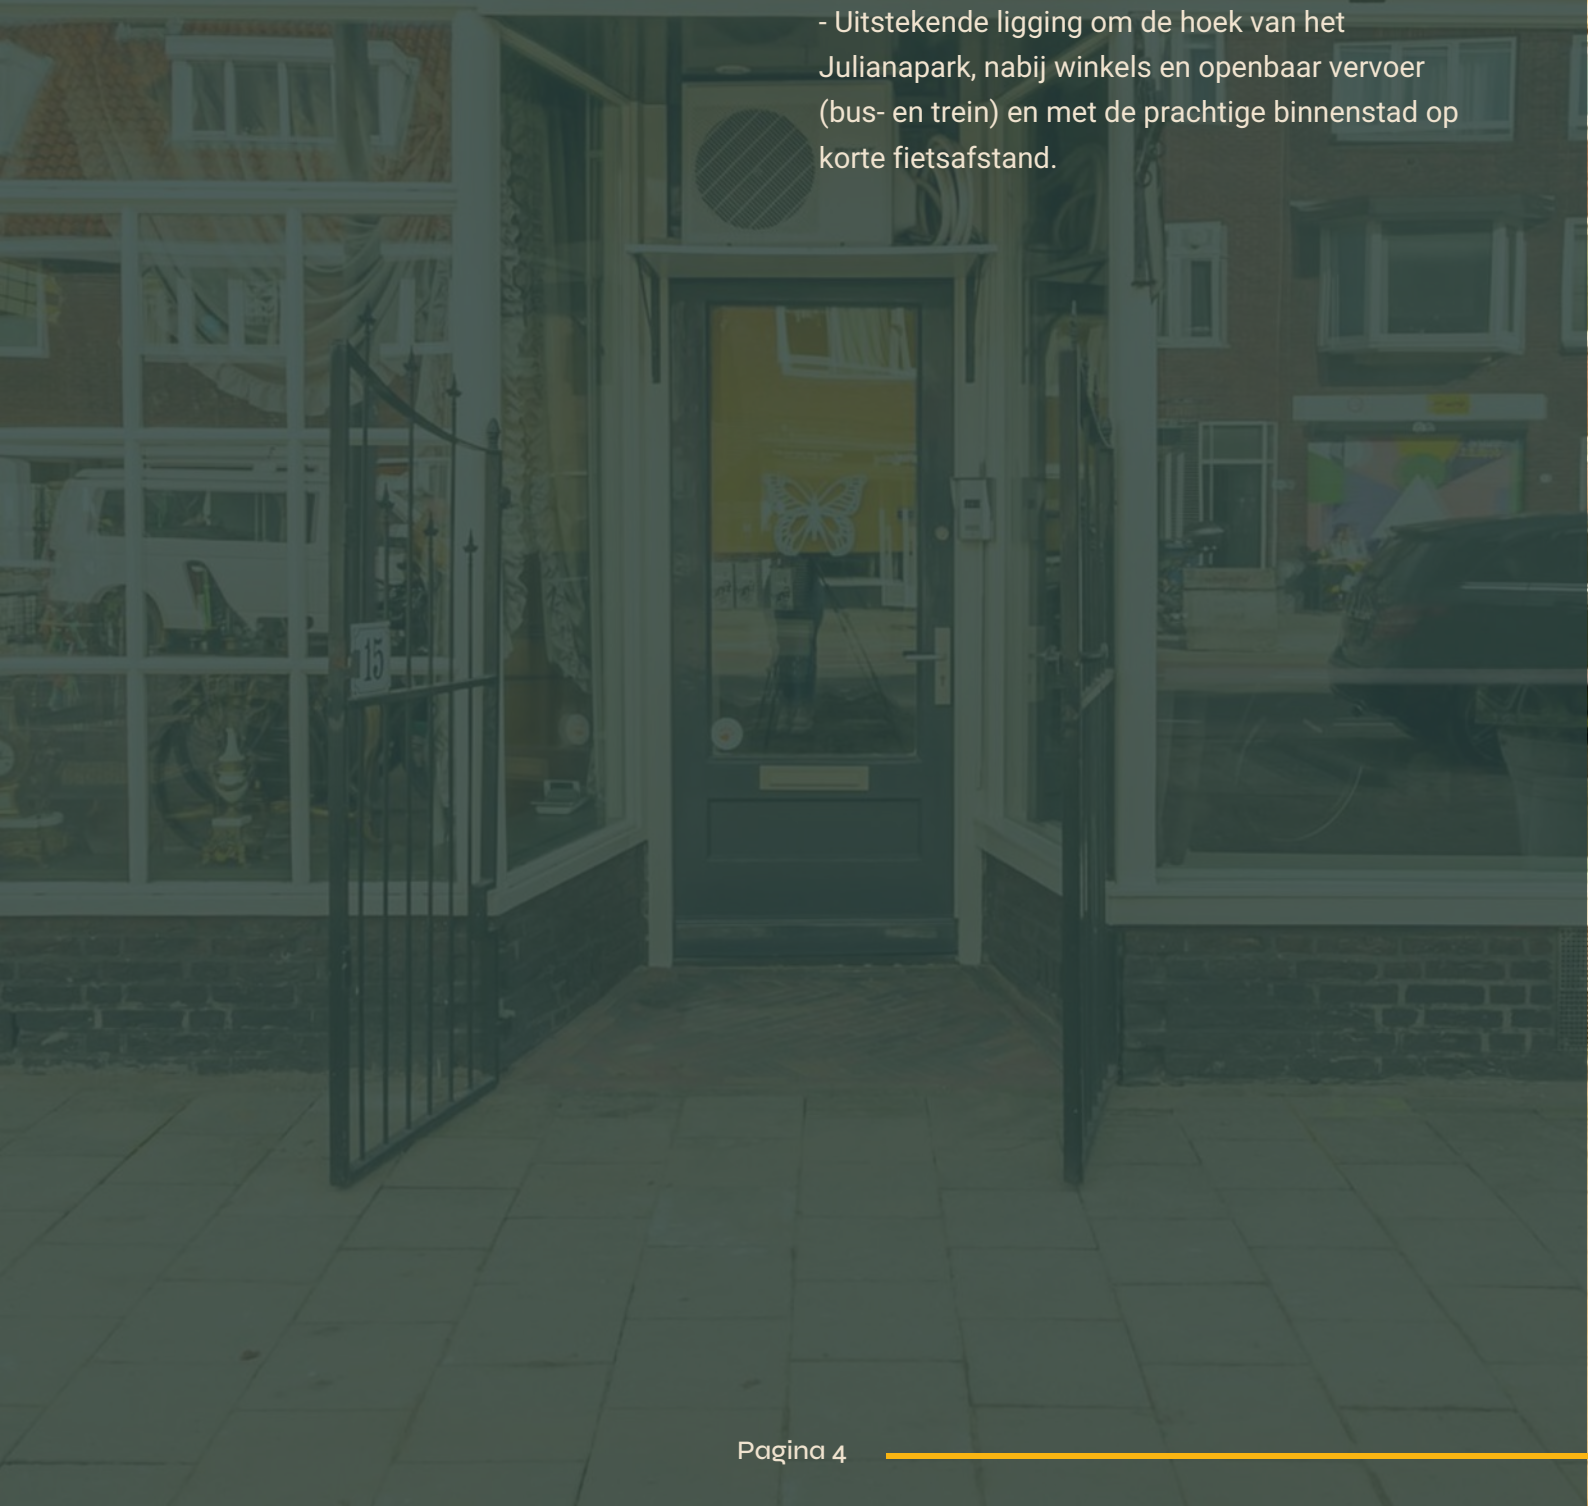 - Uitstekende ligging om de hoek van het
Julianapark, nabij winkels en openbaar vervoer
(bus- en trein) en met de prachtige binnenstad op
korte fietsafstand.
15
Pagina 4